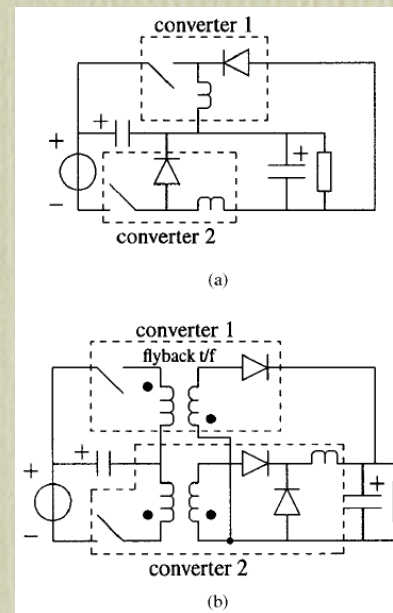 converter 1
+
+
+
−
converter 2
(a)
converter 1
flyback t/f
+
+
+
−
converter 2
(b)